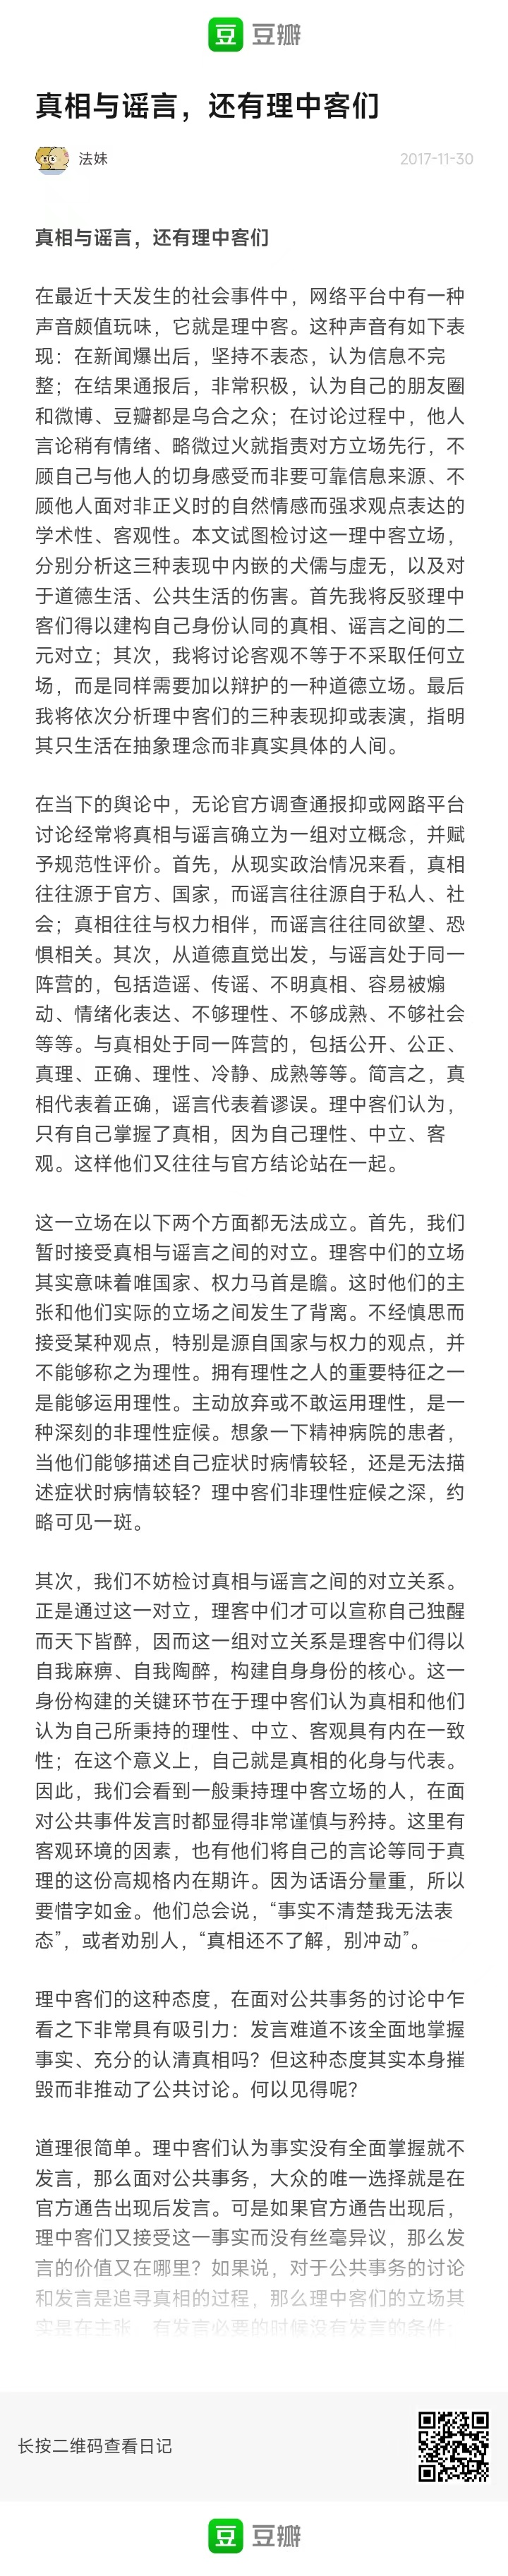 豆 豆瓣
真相与谣言，还有理中客们
法妹 2017-11-30
真相与谣言，还有理中客们
在最近十天发生的社会事件中，网络平台中有一种
声音颇值玩味，它就是理中客。这种声音有如下表
现：在新闻爆出后，坚持不表态，认为信息不完
整；在结果通报后，非常积极，认为自己的朋友圈
和微博、豆瓣都是乌合之众；在讨论过程中，他人
言论稍有情绪、略微过火就指责对方立场先行，不
顾自己与他人的切身感受而非要可靠信息来源、不
顾他人面对非正义时的自然情感而强求观点表达的
学术性、客观性。本文试图检讨这一理中客立场，
分别分析这三种表现中内嵌的犬儒与虚无，以及对
于道德生活、公共生活的伤害。首先我将反驳理中
客们得以建构自己身份认同的真相、谣言之间的二
元对立；其次，我将讨论客观不等于不采取任何立
场，而是同样需要加以辩护的一种道德立场。最后
我将依次分析理中客们的三种表现抑或表演，指明
其只生活在抽象理念而非真实具体的人间。
在当下的舆论中，无论官方调查通报抑或网路平台
讨论经常将真相与谣言确立为一组对立概念，并赋
予规范性评价。首先，从现实政治情况来看，真相
往往源于官方、国家，而谣言往往源自于私人、社
会；真相往往与权力相伴，而谣言往往同欲望、恐
惧相关。其次，从道德直觉出发，与谣言处于同一
阵营的，包括造谣、传谣、不明真相、容易被煽
动、情绪化表达、不够理性、不够成熟、不够社会
等等。与真相处于同一阵营的，包括公开、公正、
真理、正确、理性、冷静、成熟等等。简言之，真
相代表着正确，谣言代表着谬误。理中客们认为，
只有自己掌握了真相，因为自己理性、中立、客
观。这样他们又往往与官方结论站在一起。
这一立场在以下两个方面都无法成立。首先，我们
暂时接受真相与谣言之间的对立。理客中们的立场
其实意味着唯国家、权力马首是瞻。这时他们的主
张和他们实际的立场之间发生了背离。不经慎思而
接受某种观点，特别是源自国家与权力的观点，并
不能够称之为理性。拥有理性之人的重要特征之一
是能够运用理性。主动放弃或不敢运用理性，是一
种深刻的非理性症候。想象一下精神病院的患者，
当他们能够描述自己症状时病情较轻，还是无法描
述症状时病情较轻？理中客们非理性症候之深，约
略可见一斑。
其次，我们不妨检讨真相与谣言之间的对立关系。
正是通过这一对立，理客中们才可以宣称自己独醒
而天下皆醉，因而这一组对立关系是理客中们得以
自我麻痹、自我陶醉，构建自身身份的核心。这一
身份构建的关键环节在于理中客们认为真相和他们
认为自己所秉持的理性、中立、客观具有内在一致
性；在这个意义上，自己就是真相的化身与代表。
因此，我们会看到一般秉持理中客立场的人，在面
对公共事件发言时都显得非常谨慎与矜持。这里有
客观环境的因素，也有他们将自己的言论等同于真
理的这份高规格内在期许。因为话语分量重，所以
要惜字如金。他们总会说，“事实不清楚我无法表
态”，或者劝别人，“真相还不了解，别冲动”。
理中客们的这种态度，在面对公共事务的讨论中乍
看之下非常具有吸引力：发言难道不该全面地掌握
事实、充分的认清真相吗？但这种态度其实本身摧
毁而非推动了公共讨论。何以见得呢？
道理很简单。理中客们认为事实没有全面掌握就不
发言，那么面对公共事务，大众的唯一选择就是在
官方通告出现后发言。可是如果官方通告出现后，
理中客们又接受这一事实而没有丝毫异议，那么发
言的价值又在哪里？如果说，对于公共事务的讨论
和发言是追寻真相的过程，那么理中客们的立场其
实是在主张，有发言必要的时候没有发言的条件；
长按二维码查看日记
豆 豆瓣